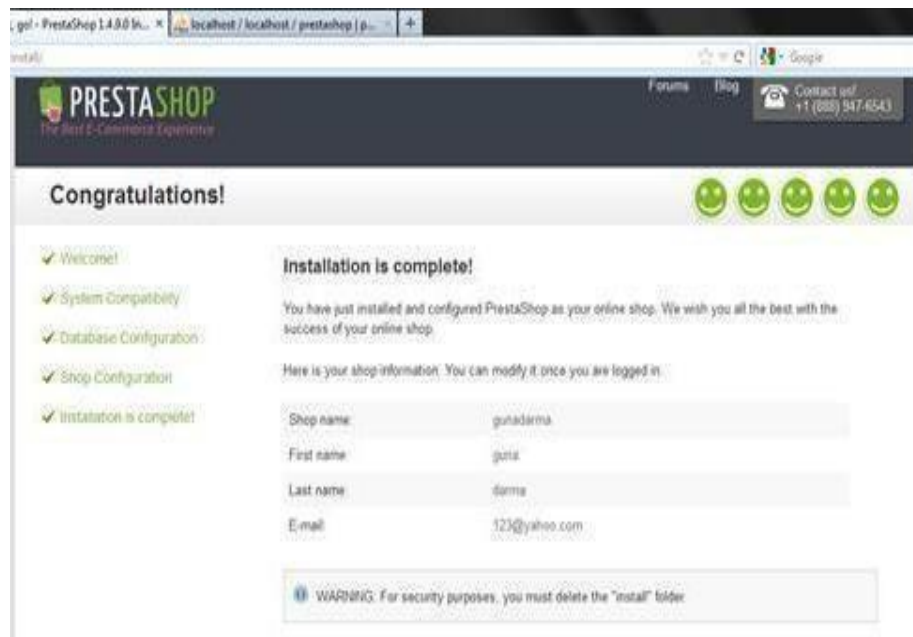 go! - PrestaShop 1.4.9.0 In...
localhost / localhost / prestashop | p...
Google
PRESTASHOP
The Best E-Commerce Experience
Forums
Blog
Contact us!
+1 (888) 947-6543
Congratulations!
Welcome!
System Compatibility
Database Configuration
Shop Configuration
Installation is complete!
Installation is complete!
You have just installed and configured PrestaShop as your online shop. We wish you all the best with the
success of your online shop.
Here is your shop information. You can modify it once you are logged in.
Shop name: gunadarma
First name: guna
Last name: darma
E-mail: 123@yahoo.com
WARNING: For security purposes, you must delete the "install" folder